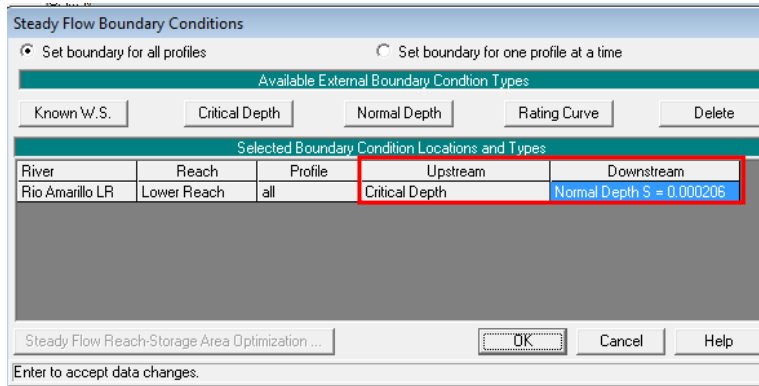 Steady Flow Boundary Conditions
Set boundary for all profiles Set boundary for one profile at a time
Available External Boundary Condtion Types
Known W.S. Critical Depth Normal Depth Rating Curve Delete
Selected Boundary Condition Locations and Types
River Reach Profile Upstream Downstream
Rio Amarillo LR Lower Reach all Critical Depth Normal Depth S = 0.000206
Steady Flow Reach-Storage Area Optimization ... OK Cancel Help
Enter to accept data changes.